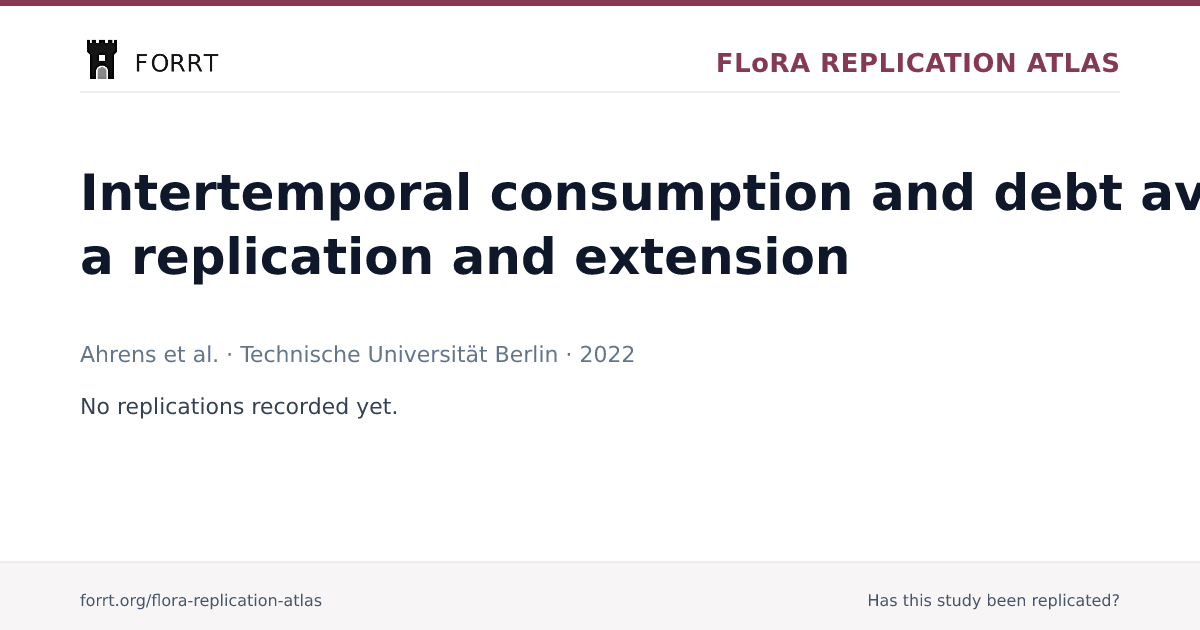 FORRT
FLoRA REPLICATION ATLAS
Intertemporal consumption and debt av
a replication and extension
Ahrens et al. · Technische Universität Berlin · 2022
No replications recorded yet.
forrt.org/flora-replication-atlas
Has this study been replicated?